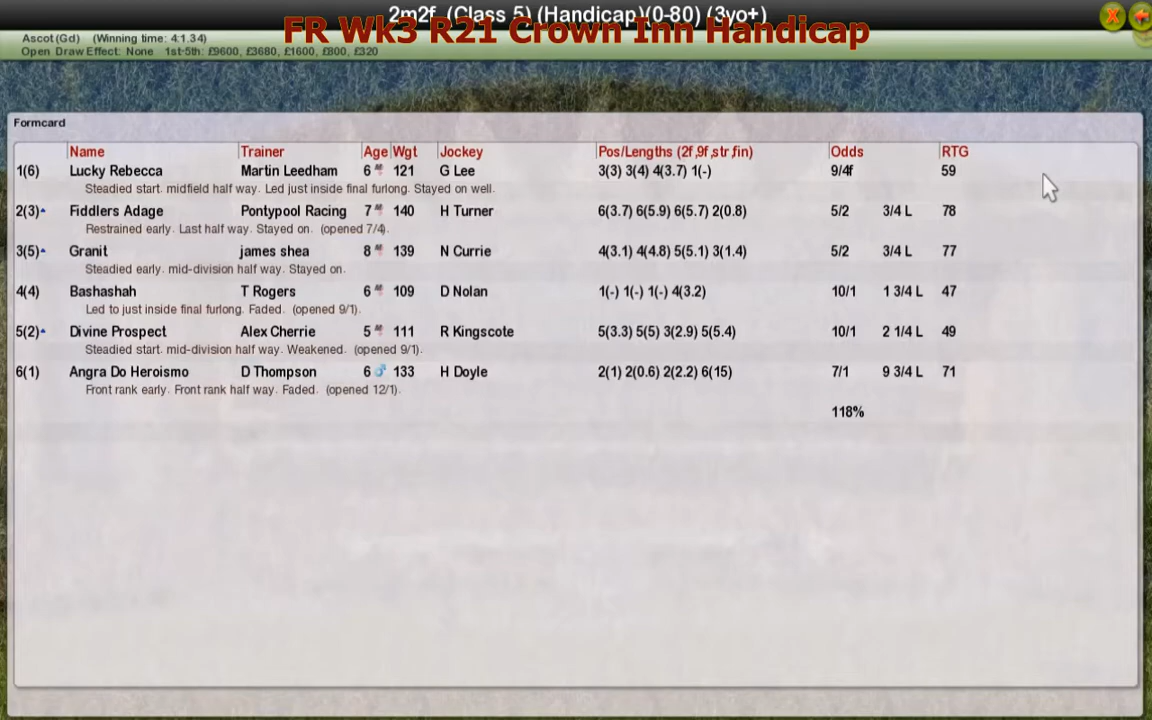 2m2f, (Class 5) (Handicap)(0-80) (3yo+)
FR Wk3 R21 Crown Inn Handicap
Ascot(Gd) (Winning time: 4:1.34)
Open Draw Effect: None 1st-5th: £9600, £3680, £1600, £800, £320
Formcard
Name Trainer Age Wgt Jockey Pos/Lengths (2f,9f,str,fin) Odds RTG
1(6) Lucky Rebecca Martin Leedham 6 121 G Lee 3(3) 3(4) 4(3.7) 1(-) 9/4f 59
Steadied start. midfield half way. Led just inside final furlong. Stayed on well.
2(3) Fiddlers Adage Pontypool Racing 7 140 H Turner 6(3.7) 6(5.9) 6(5.7) 2(0.8) 5/2 3/4 L 78
Restrained early. Last half way. Stayed on. (opened 7/4).
3(5) Granit james shea 8 139 N Currie 4(3.1) 4(4.8) 5(5.1) 3(1.4) 5/2 3/4 L 77
Steadied early. mid-division half way. Stayed on.
4(4) Bashashah T Rogers 6 109 D Nolan 1(-) 1(-) 1(-) 4(3.2) 10/1 1 3/4 L 47
Led to just inside final furlong. Faded. (opened 9/1).
5(2) Divine Prospect Alex Cherrie 5 111 R Kingscote 5(3.3) 5(5) 3(2.9) 5(5.4) 10/1 2 1/4 L 49
Steadied start. mid-division half way. Weakened. (opened 9/1).
6(1) Angra Do Heroismo D Thompson 6 133 H Doyle 2(1) 2(0.6) 2(2.2) 6(15) 7/1 9 3/4 L 71
Front rank early. Front rank half way. Faded. (opened 12/1).
118%